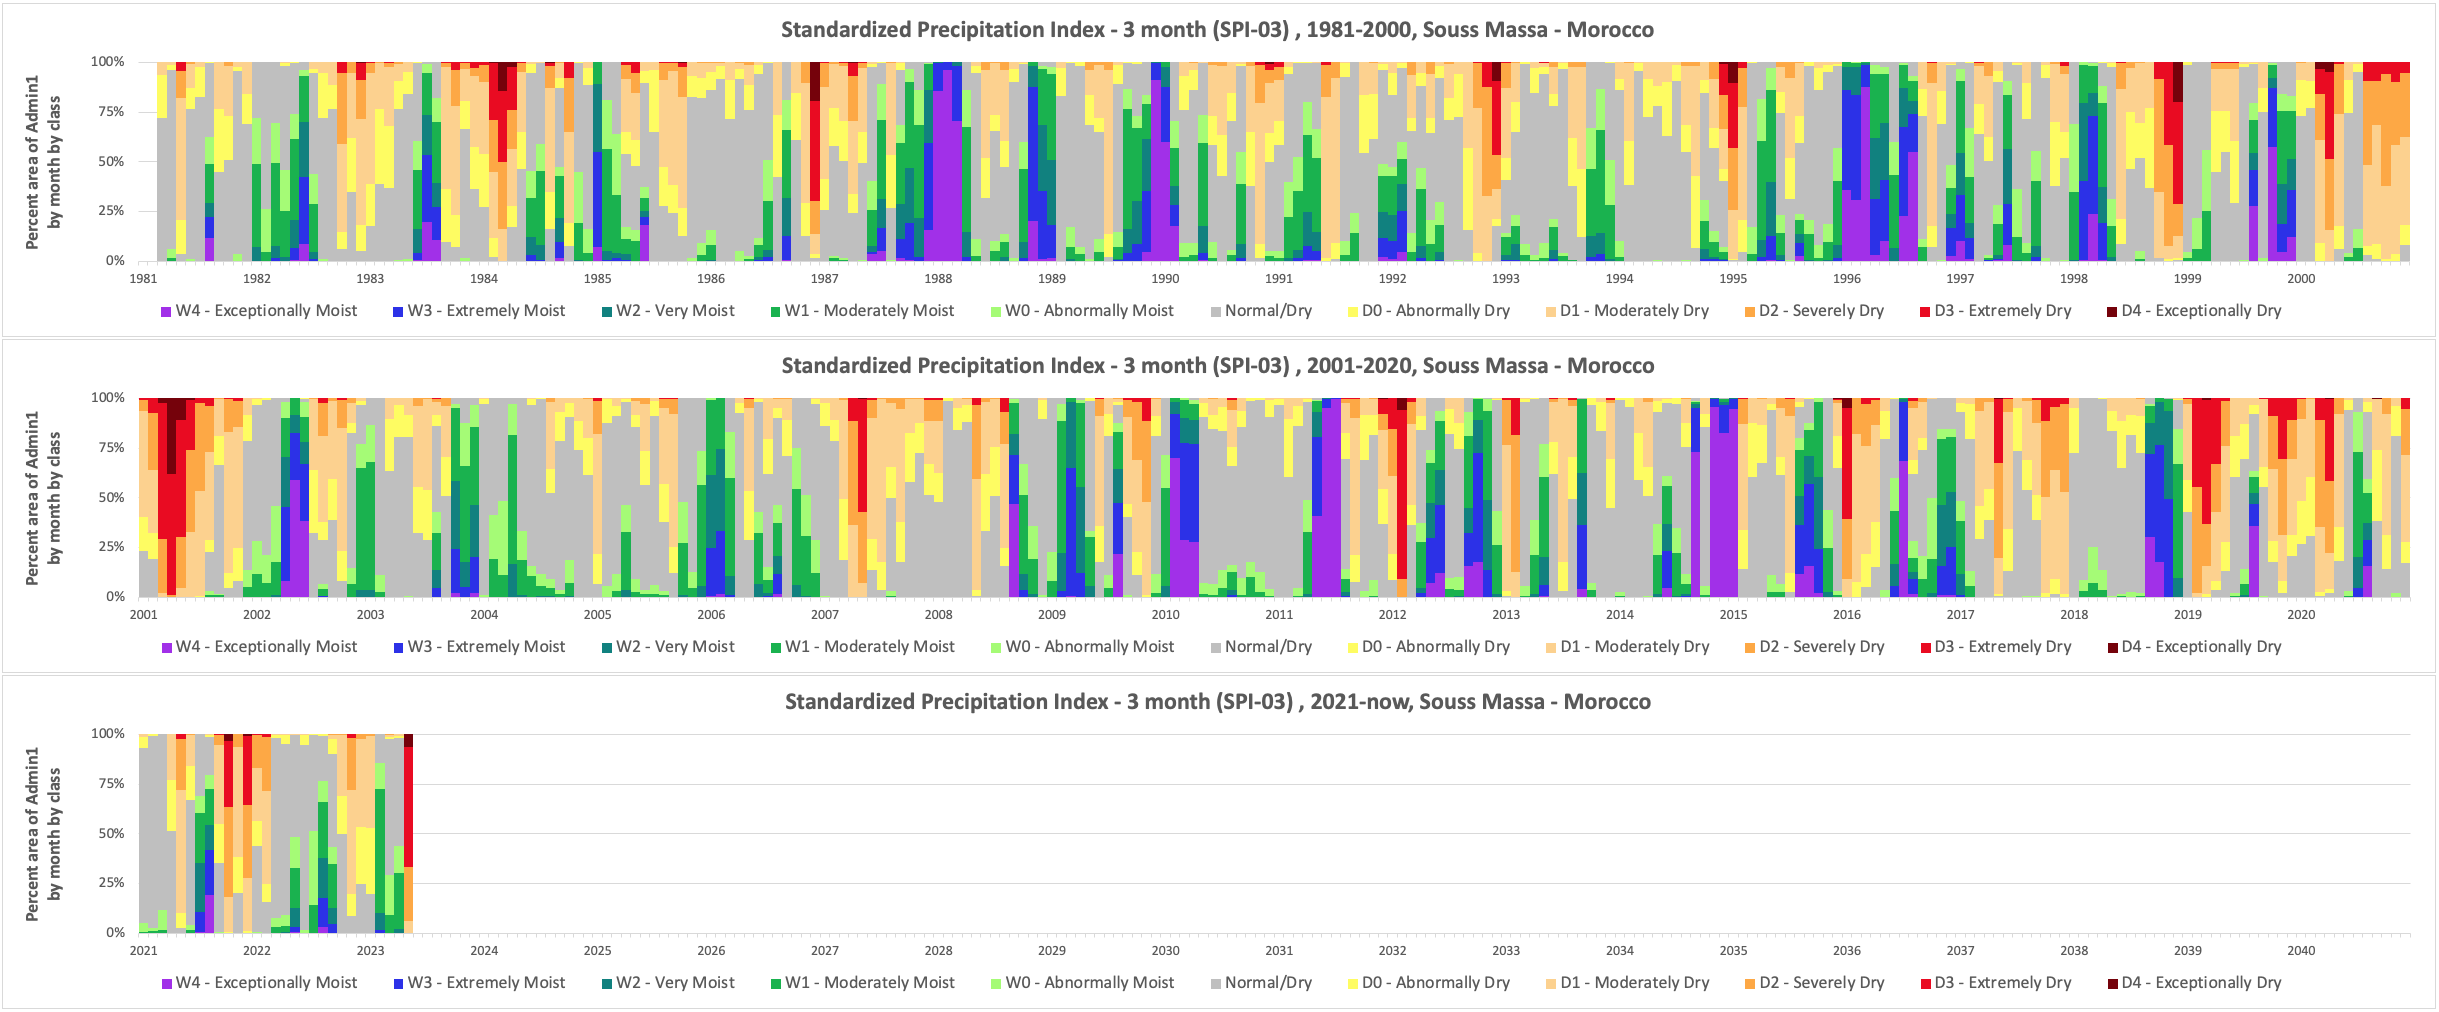 Standardized Precipitation Index - 3 month (SPI-03) , 1981-2000, Souss Massa - Morocco
Percent area of Admin1
by month by class
100%
75%
50%
25%
0%
1981 1982 1983 1984 1985 1986 1987 1988 1989 1990 1991 1992 1993 1994 1995 1996 1997 1998 1999 2000
W4 - Exceptionally Moist W3 - Extremely Moist W2 - Very Moist W1 - Moderately Moist W0 - Abnormally Moist Normal/Dry D0 - Abnormally Dry D1 - Moderately Dry D2 - Severely Dry D3 - Extremely Dry D4 - Exceptionally Dry
Standardized Precipitation Index - 3 month (SPI-03) , 2001-2020, Souss Massa - Morocco
Percent area of Admin1
by month by class
100%
75%
50%
25%
0%
2001 2002 2003 2004 2005 2006 2007 2008 2009 2010 2011 2012 2013 2014 2015 2016 2017 2018 2019 2020
W4 - Exceptionally Moist W3 - Extremely Moist W2 - Very Moist W1 - Moderately Moist W0 - Abnormally Moist Normal/Dry D0 - Abnormally Dry D1 - Moderately Dry D2 - Severely Dry D3 - Extremely Dry D4 - Exceptionally Dry
Standardized Precipitation Index - 3 month (SPI-03) , 2021-now, Souss Massa - Morocco
Percent area of Admin1
by month by class
100%
75%
50%
25%
0%
2021 2022 2023 2024 2025 2026 2027 2028 2029 2030 2031 2032 2033 2034 2035 2036 2037 2038 2039 2040
W4 - Exceptionally Moist W3 - Extremely Moist W2 - Very Moist W1 - Moderately Moist W0 - Abnormally Moist Normal/Dry D0 - Abnormally Dry D1 - Moderately Dry D2 - Severely Dry D3 - Extremely Dry D4 - Exceptionally Dry